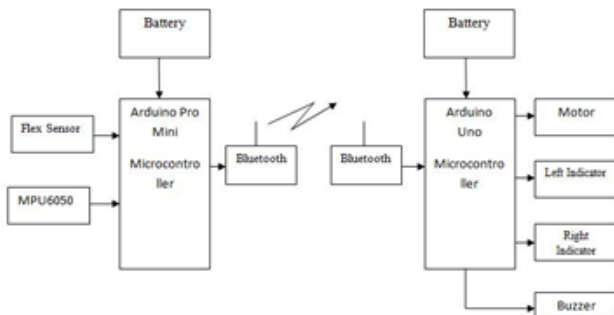 Battery
Battery
Arduino Pro
Mini
Microcontro
ller
Flex Sensor
MPU6050
Bluetooth
Bluetooth
Arduino
Uno
Microcontro
ller
Motor
Left Indicator
Right
Indicator
Buzzer